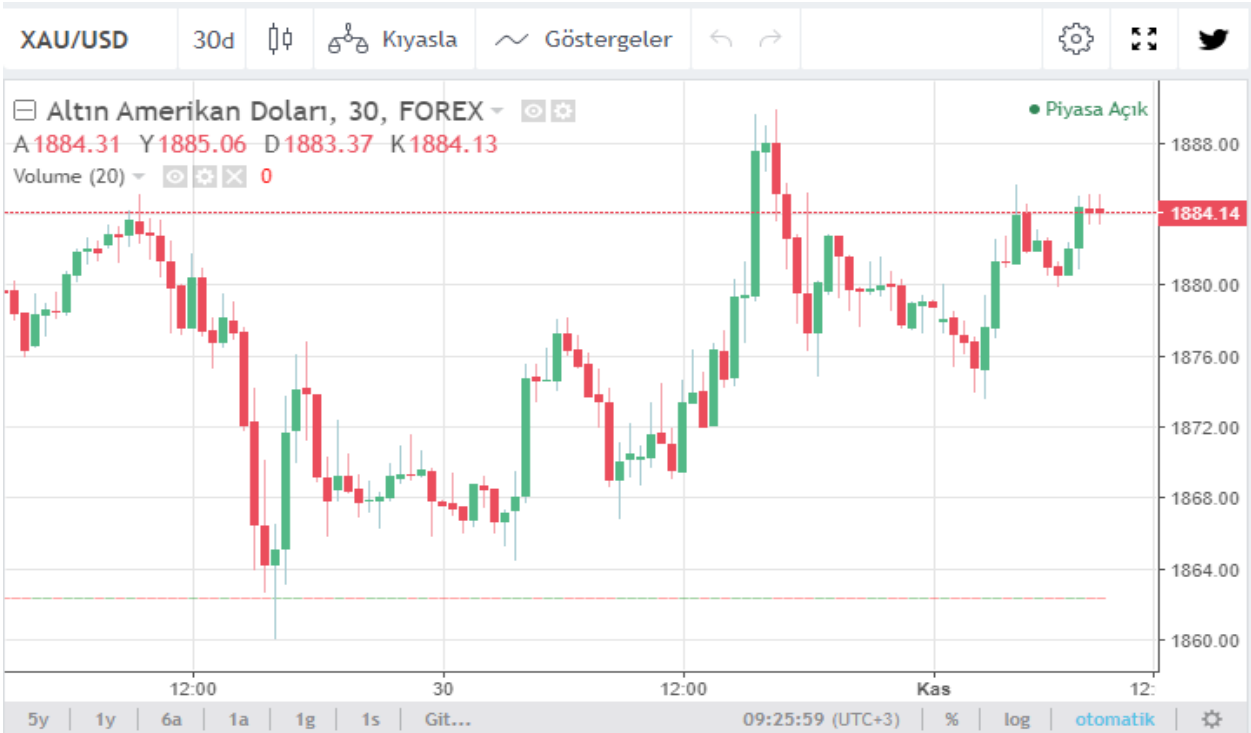 XAU/USD 30d Kıyasla Göstergeler
Altın Amerikan Doları, 30, FOREX
Piyasa Açık
A1884.31 Y1885.06 D1883.37 K1884.13
Volume (20) 0
1888.00
1884.14
1880.00
1876.00
1872.00
1868.00
1864.00
1860.00
12:00 30 12:00 Kas 12:
5y 1y 6a 1a 1g 1s Git... 09:25:59 (UTC+3) % log otomatik